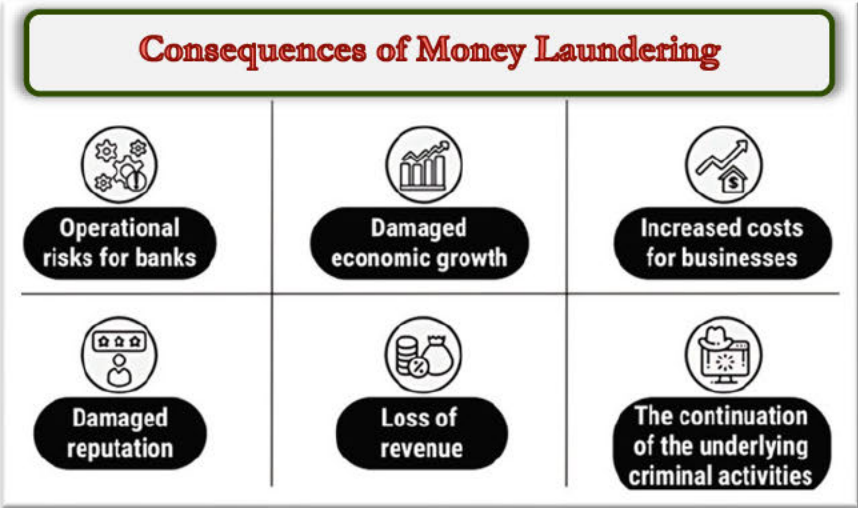 Consequences of Money Laundering
Operational
risks for banks
Damaged
economic growth
Increased costs
for businesses
Damaged
reputation
Loss of
revenue
The continuation
of the underlying
criminal activities